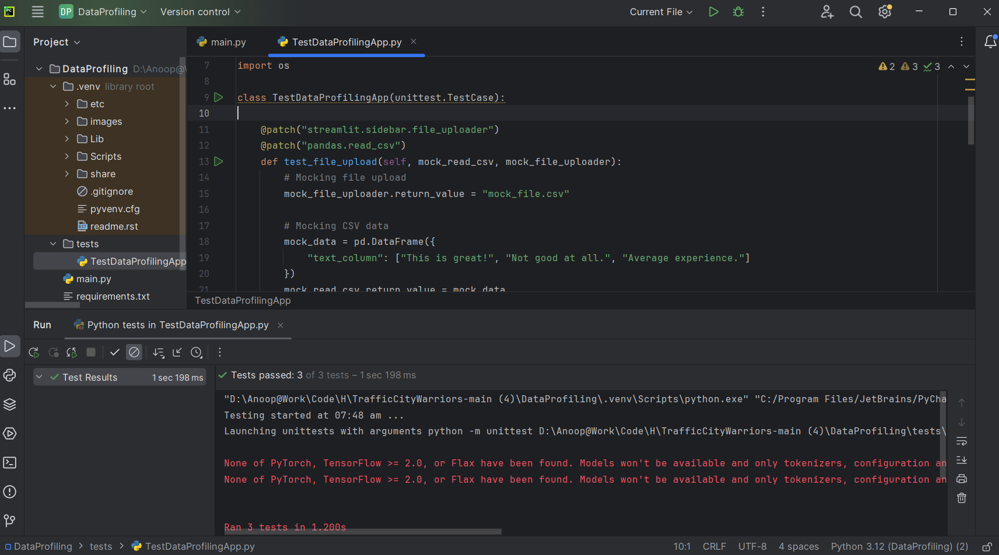 DP DataProfiling Version control Current File
Project
main.py TestDataProfilingApp.py
DataProfiling D:\Anoop@
.venv library root
etc
images
Lib
Scripts
share
.gitignore
pyvenv.cfg
readme.rst
tests
TestDataProfilingApp
main.py
requirements.txt
2 3 3
7 import os
8
9 class TestDataProfilingApp(unittest.TestCase):
10
11 @patch("streamlit.sidebar.file_uploader")
12 @patch("pandas.read_csv")
13 def test_file_upload(self, mock_read_csv, mock_file_uploader):
14 # Mocking file upload
15 mock_file_uploader.return_value = "mock_file.csv"
16
17 # Mocking CSV data
18 mock_data = pd.DataFrame({
19 "text_column": ["This is great!", "Not good at all.", "Average experience."]
20 })
21 mock_read_csv.return_value = mock_data
TestDataProfilingApp
Run Python tests in TestDataProfilingApp.py
Test Results 1 sec 198 ms
Tests passed: 3 of 3 tests – 1 sec 198 ms
"D:\Anoop@Work\Code\H\TrafficCityWarriors-main (4)\DataProfiling\.venv\Scripts\python.exe" "C:/Program Files/JetBrains/PyCha
Testing started at 07:48 am ...
Launching unittests with arguments python -m unittest D:\Anoop@Work\Code\H\TrafficCityWarriors-main (4)\DataProfiling\tests\
None of PyTorch, TensorFlow >= 2.0, or Flax have been found. Models won't be available and only tokenizers, configuration an
None of PyTorch, TensorFlow >= 2.0, or Flax have been found. Models won't be available and only tokenizers, configuration an
Ran 3 tests in 1.200s
DataProfiling > tests > TestDataProfilingApp.py 10:1 CRLF UTF-8 4 spaces Python 3.12 (DataProfiling) (2)